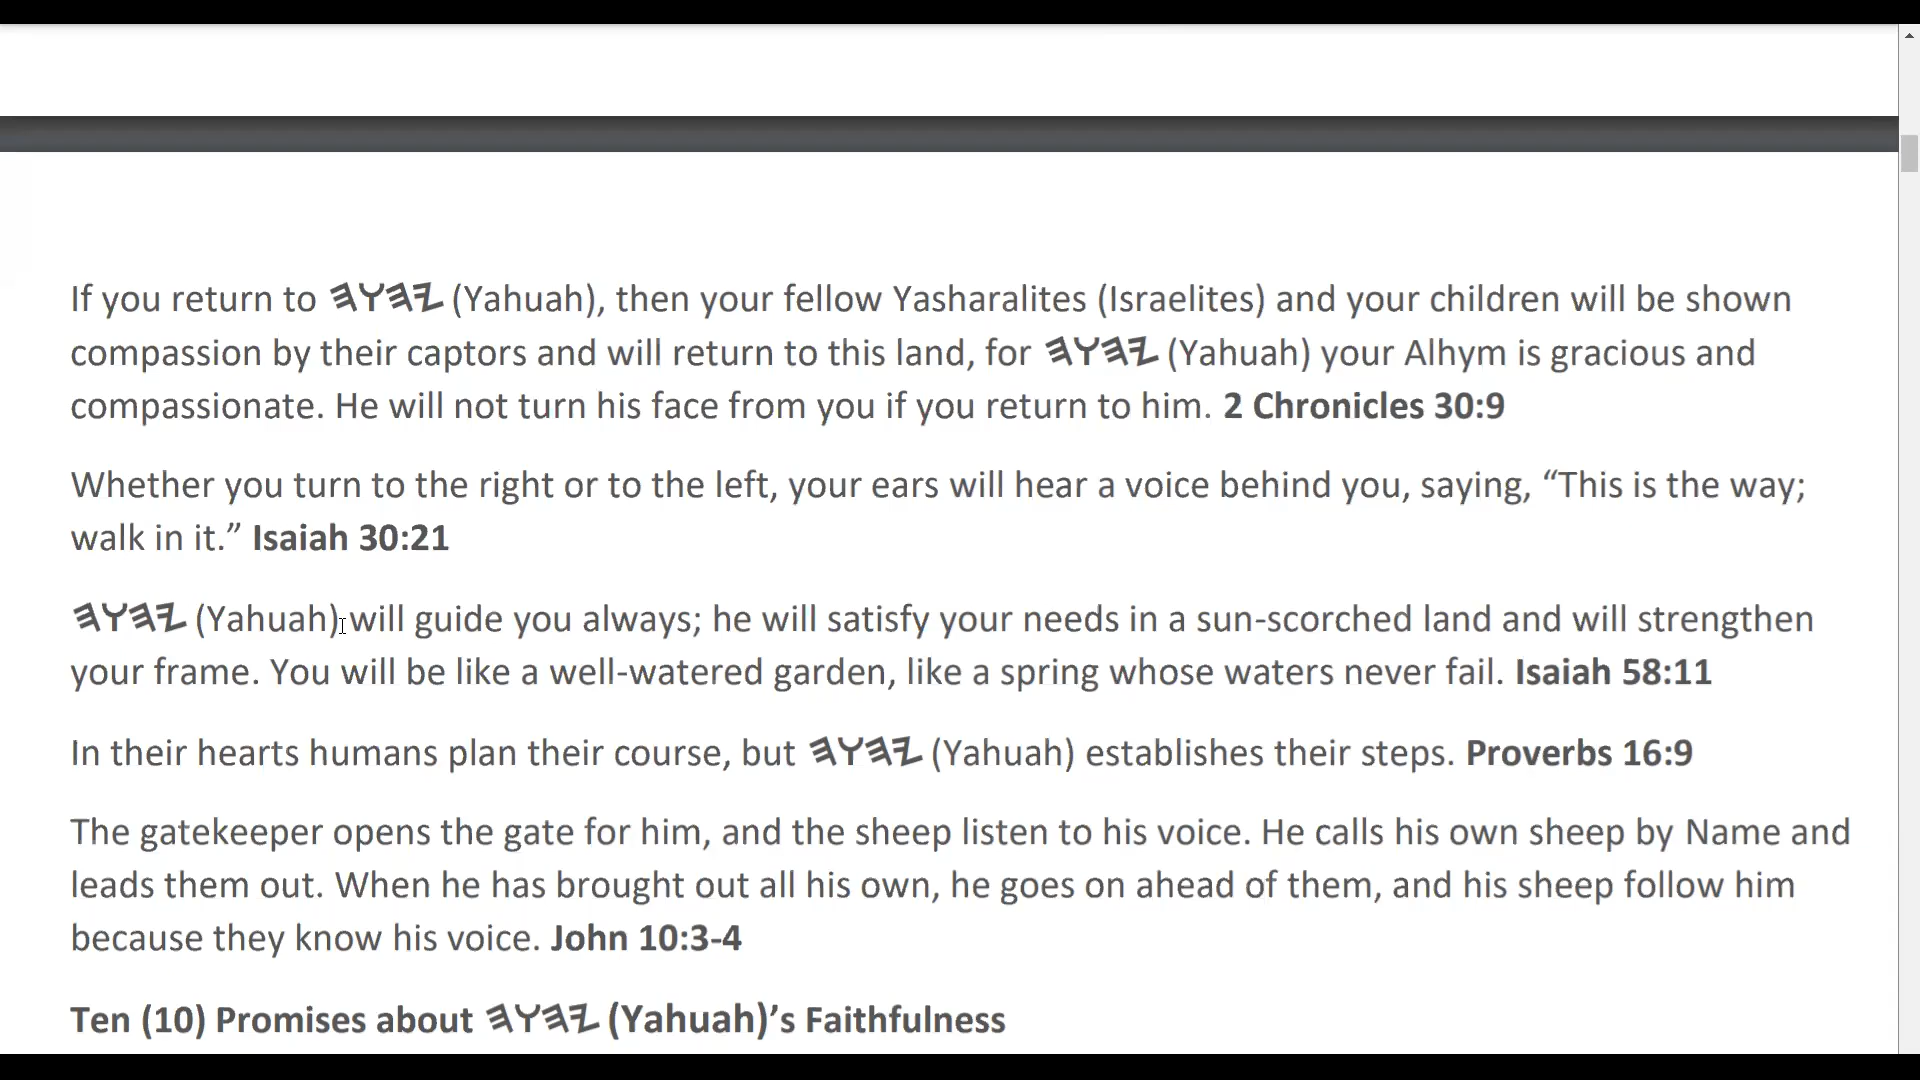 If you return to 𐤉𐤄𐤅𐤄 (Yahuah), then your fellow Yasharalites (Israelites) and your children will be shown
compassion by their captors and will return to this land, for 𐤉𐤄𐤅𐤄 (Yahuah) your Alhym is gracious and
compassionate. He will not turn his face from you if you return to him. 2 Chronicles 30:9
Whether you turn to the right or to the left, your ears will hear a voice behind you, saying, “This is the way;
walk in it.” Isaiah 30:21
𐤉𐤄𐤅𐤄 (Yahuah) will guide you always; he will satisfy your needs in a sun-scorched land and will strengthen
your frame. You will be like a well-watered garden, like a spring whose waters never fail. Isaiah 58:11
In their hearts humans plan their course, but 𐤉𐤄𐤅𐤄 (Yahuah) establishes their steps. Proverbs 16:9
The gatekeeper opens the gate for him, and the sheep listen to his voice. He calls his own sheep by Name and
leads them out. When he has brought out all his own, he goes on ahead of them, and his sheep follow him
because they know his voice. John 10:3-4
Ten (10) Promises about 𐤉𐤄𐤅𐤄 (Yahuah)’s Faithfulness